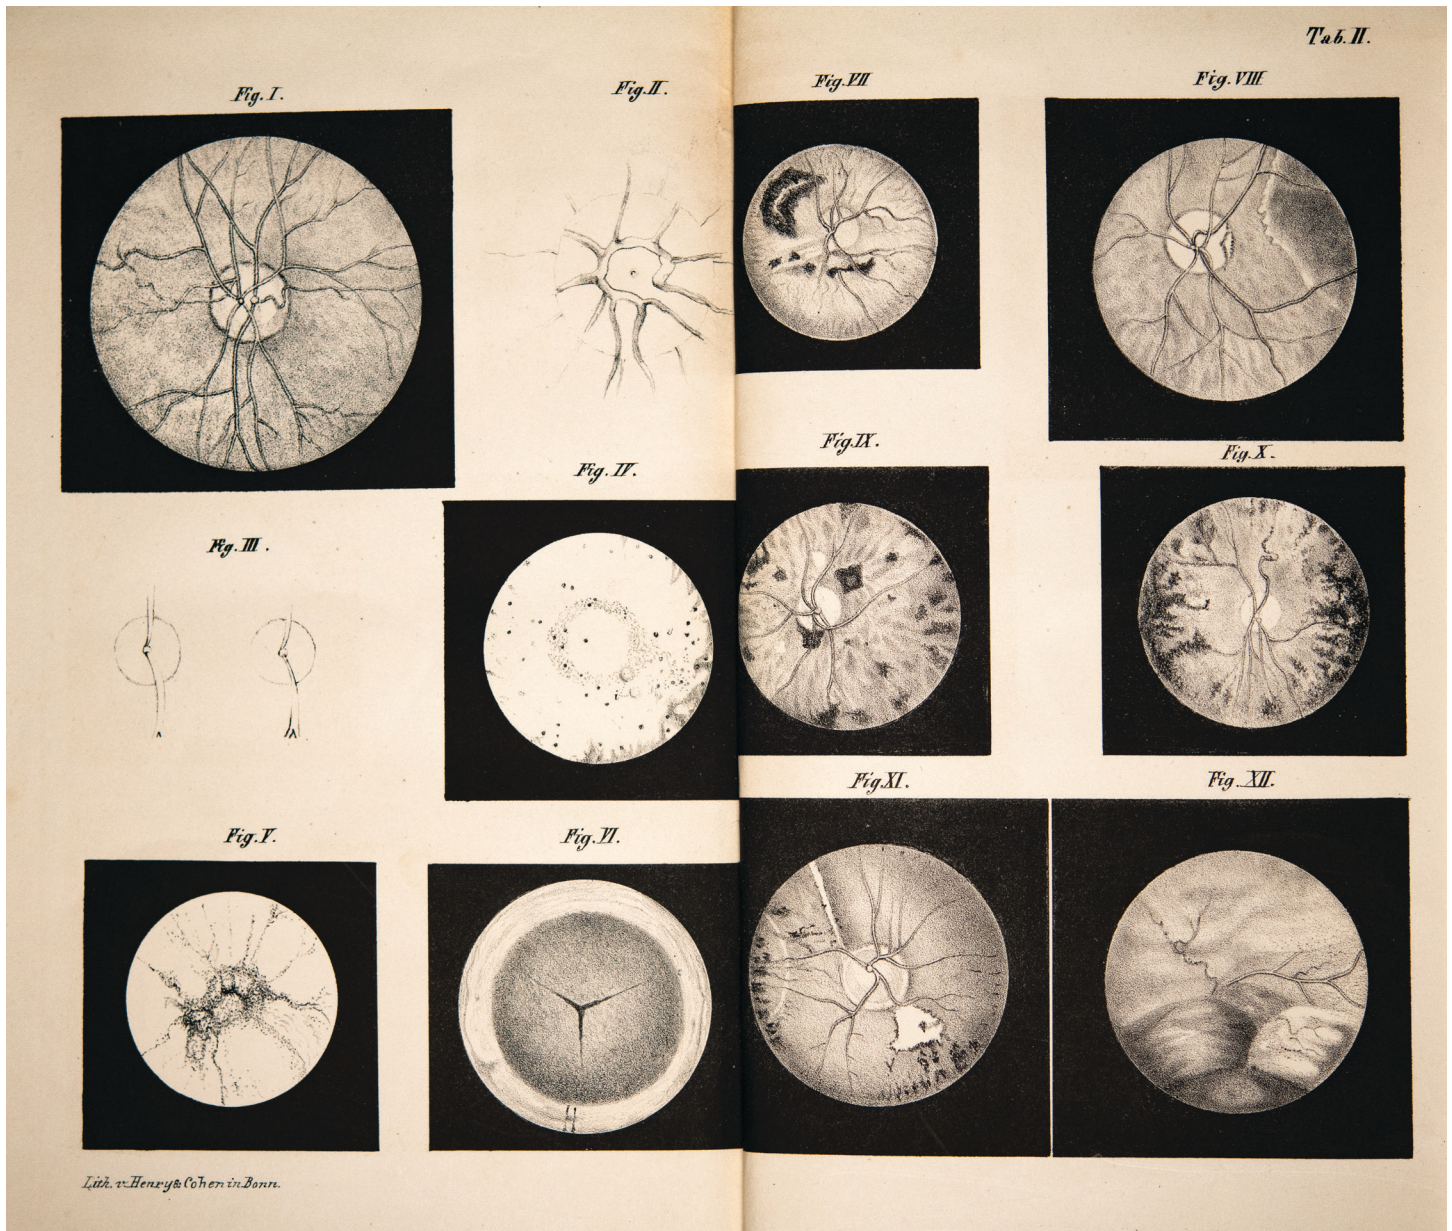 Tab. II.
Fig. I.
Fig. II.
Fig. VII
Fig. VIII
Fig. III.
Fig. IV.
Fig. IX.
Fig. X.
Fig. V.
Fig. VI.
Fig. XI.
Fig. XII.
A
A
Lith. v. Henry & Cohen in Bonn.